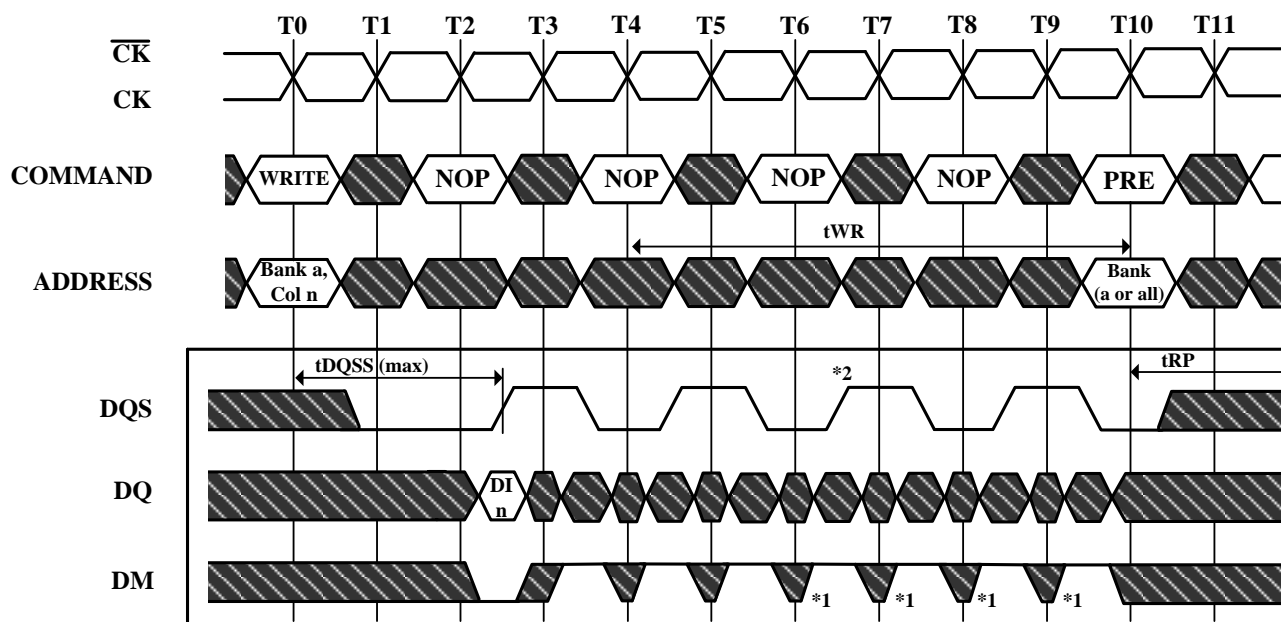 T0 T1 T2 T3 T4 T5 T6 T7 T8 T9 T10 T11
CK
CK
COMMAND WRITE NOP NOP NOP NOP PRE
tWR
ADDRESS Bank a, Col n Bank (a or all)
tDQSS (max) *2 tRP
DQS
DQ DI n
DM *1 *1 *1 *1